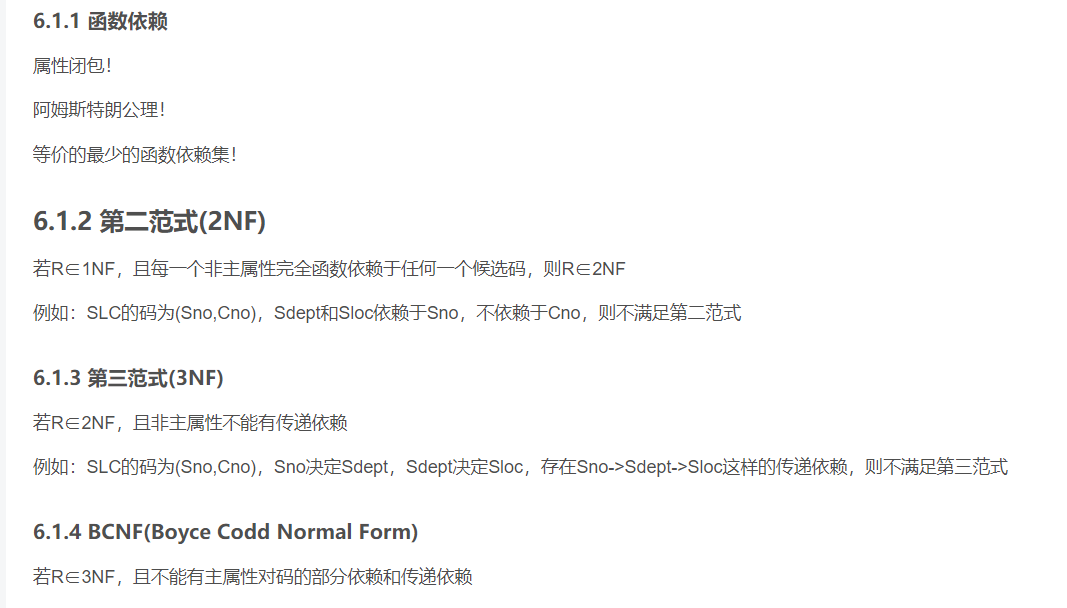 6.1.1 函数依赖
属性闭包！
阿姆斯特朗公理！
等价的最少的函数依赖集！
6.1.2 第二范式(2NF)
若R∈1NF，且每一个非主属性完全函数依赖于任何一个候选码，则R∈2NF
例如：SLC的码为(Sno,Cno)，Sdept和Sloc依赖于Sno，不依赖于Cno，则不满足第二范式
6.1.3 第三范式(3NF)
若R∈2NF，且非主属性不能有传递依赖
例如：SLC的码为(Sno,Cno)，Sno决定Sdept，Sdept决定Sloc，存在Sno->Sdept->Sloc这样的传递依赖，则不满足第三范式
6.1.4 BCNF(Boyce Codd Normal Form)
若R∈3NF，且不能有主属性对码的部分依赖和传递依赖